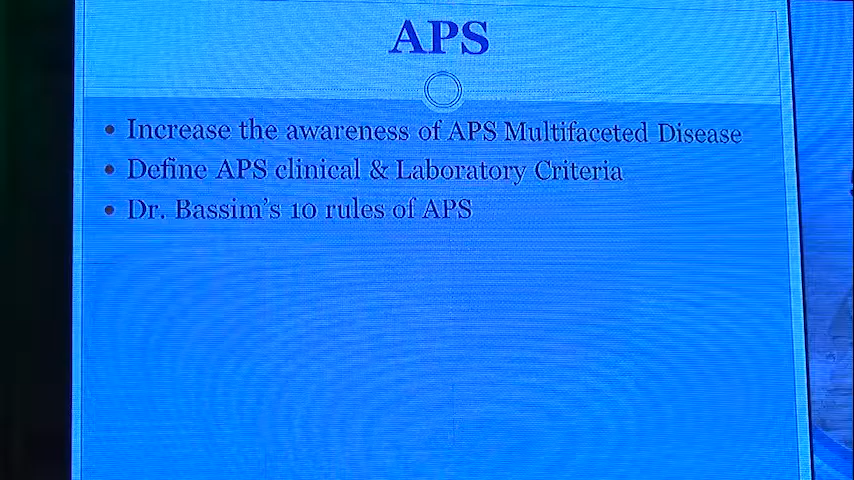 APS
• Increase the awareness of APS Multifaceted Disease
• Define APS clinical & Laboratory Criteria
• Dr. Bassim's 10 rules of APS